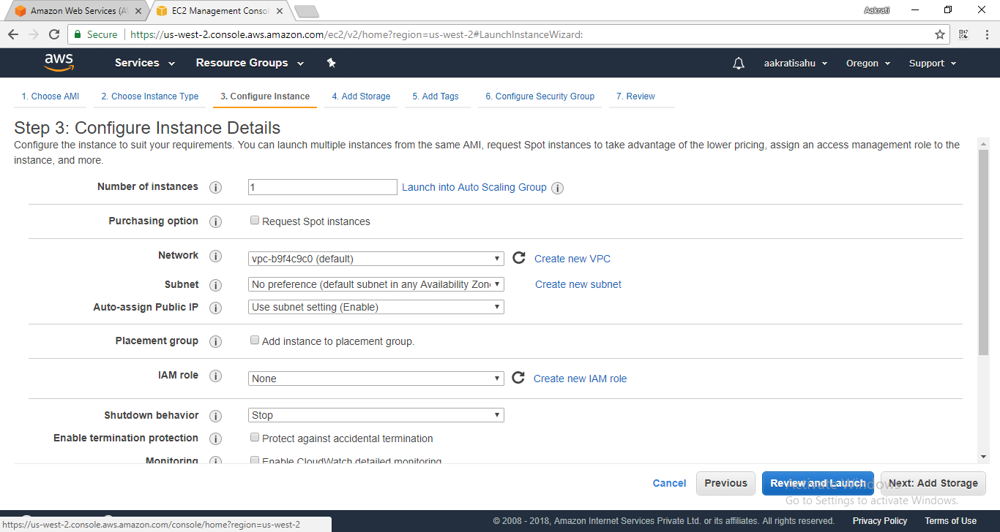 Amazon Web Services (A
EC2 Management Conso
Aakrati
Secure
https://us-west-2.console.aws.amazon.com/ec2/v2/home?region=us-west-2#LaunchInstanceWizard:
aws
Services
Resource Groups
aakratisahu
Oregon
Support
1. Choose AMI
2. Choose Instance Type
3. Configure Instance
4. Add Storage
5. Add Tags
6. Configure Security Group
7. Review
Step 3: Configure Instance Details
Configure the instance to suit your requirements. You can launch multiple instances from the same AMI, request Spot instances to take advantage of the lower pricing, assign an access management role to the
instance, and more.
Number of instances i 1 Launch into Auto Scaling Group i
Purchasing option i Request Spot instances
Network i vpc-b9f4c9c0 (default) Create new VPC
Subnet i No preference (default subnet in any Availability Zon Create new subnet
Auto-assign Public IP i Use subnet setting (Enable)
Placement group i Add instance to placement group.
IAM role i None Create new IAM role
Shutdown behavior i Stop
Enable termination protection i Protect against accidental termination
Monitoring i Enable CloudWatch detailed monitoring
Cancel Previous Review and Launch Next: Add Storage
Activate Windows
Go to Settings to activate Windows.
https://us-west-2.console.aws.amazon.com/console/home?region=us-west-2
© 2008 - 2018, Amazon Internet Services Private Ltd. or its affiliates. All rights reserved. Privacy Policy Terms of Use